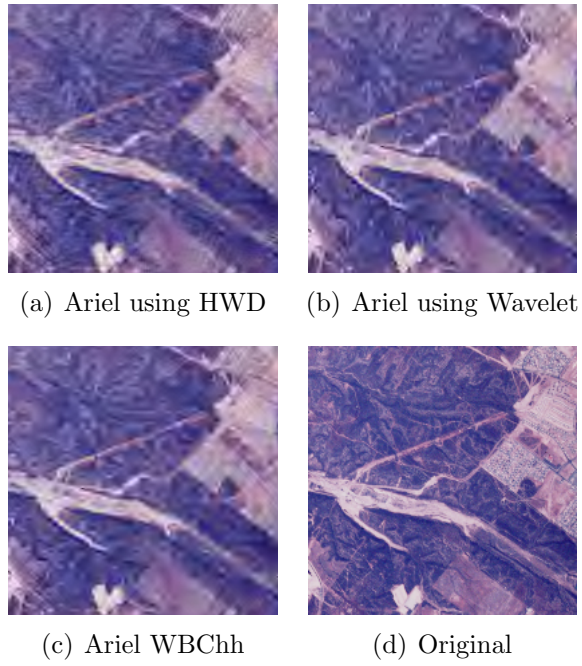 (a) Ariel using HWD
(b) Ariel using Wavelet
(c) Ariel WBChh
(d) Original